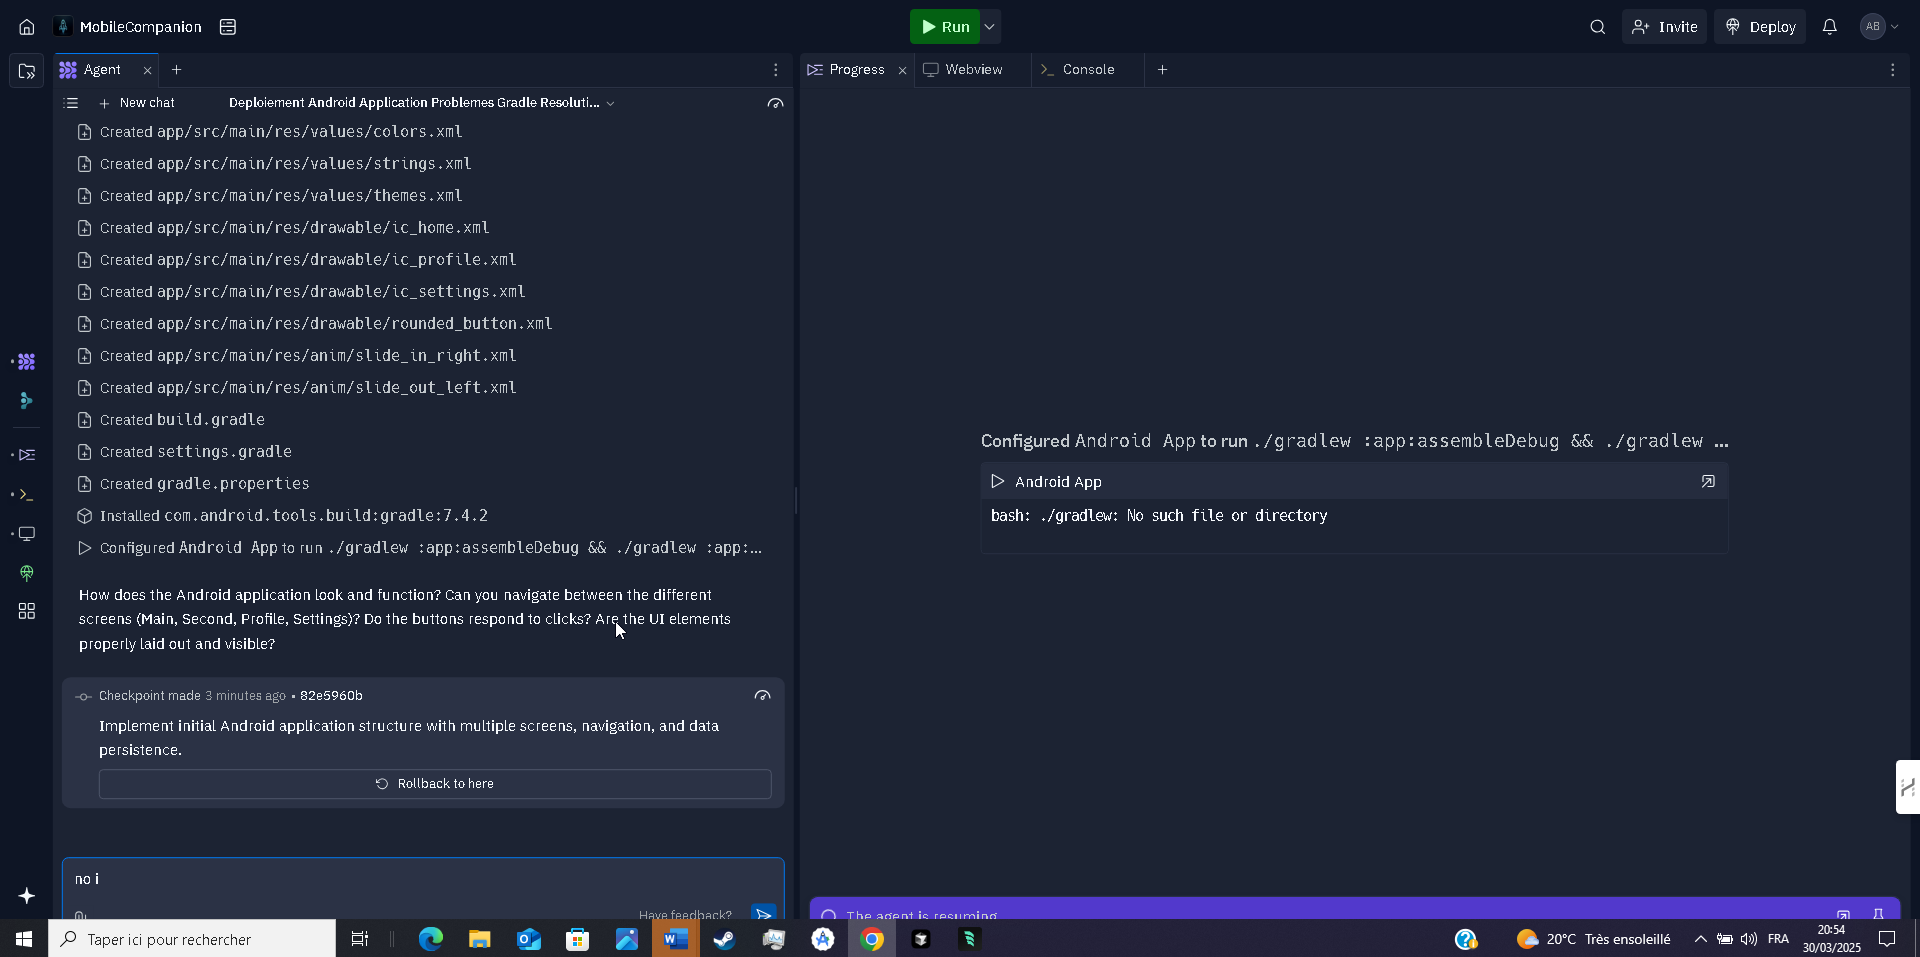 MobileCompanion
Run
Invite
Deploy
AB
Agent
Progress
Webview
Console
New chat
Deploiement Android Application Problemes Gradle Resoluti...
Created app/src/main/res/values/colors.xml
Created app/src/main/res/values/strings.xml
Created app/src/main/res/values/themes.xml
Created app/src/main/res/drawable/ic_home.xml
Created app/src/main/res/drawable/ic_profile.xml
Created app/src/main/res/drawable/ic_settings.xml
Created app/src/main/res/drawable/rounded_button.xml
Created app/src/main/res/anim/slide_in_right.xml
Created app/src/main/res/anim/slide_out_left.xml
Created build.gradle
Created settings.gradle
Created gradle.properties
Installed com.android.tools.build:gradle:7.4.2
Configured Android App to run ./gradlew :app:assembleDebug && ./gradlew :app:...
How does the Android application look and function? Can you navigate between the different
screens (Main, Second, Profile, Settings)? Do the buttons respond to clicks? Are the UI elements
properly laid out and visible?
Checkpoint made 3 minutes ago • 82e5960b
Implement initial Android application structure with multiple screens, navigation, and data
persistence.
Rollback to here
no i
Have feedback?
Configured Android App to run ./gradlew :app:assembleDebug && ./gradlew ...
Android App
bash: ./gradlew: No such file or directory
The agent is resuming
Taper ici pour rechercher
20°C Très ensoleillé
FRA
20:54
30/03/2025